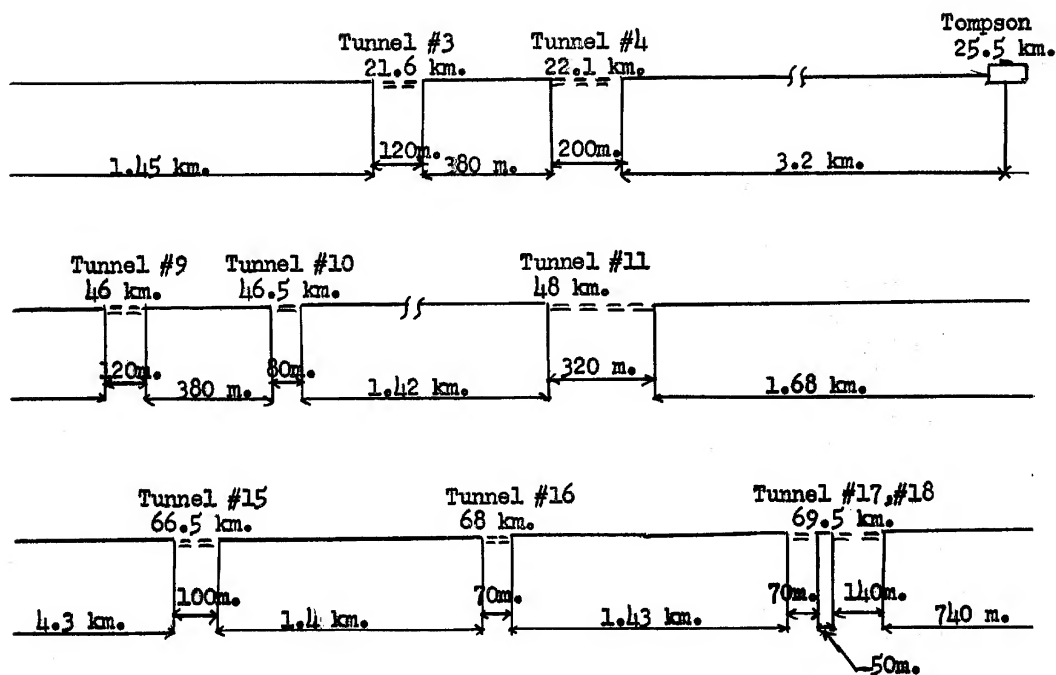 Tompson
25.5 km.
Tunnel #3 Tunnel #4
21.6 km. 22.1 km.
120m. 200m.
1.45 km. 380 m. 3.2 km.
Tunnel #9 Tunnel #10 Tunnel #11
46 km. 46.5 km. 48 km.
120m. 80m. 320 m.
380 m. 1.42 km. 1.68 km.
Tunnel #15 Tunnel #16 Tunnel #17,#18
66.5 km. 68 km. 69.5 km.
100m. 70m. 70m. 140m.
4.3 km. 1.4 km. 1.43 km. 740 m.
50m.